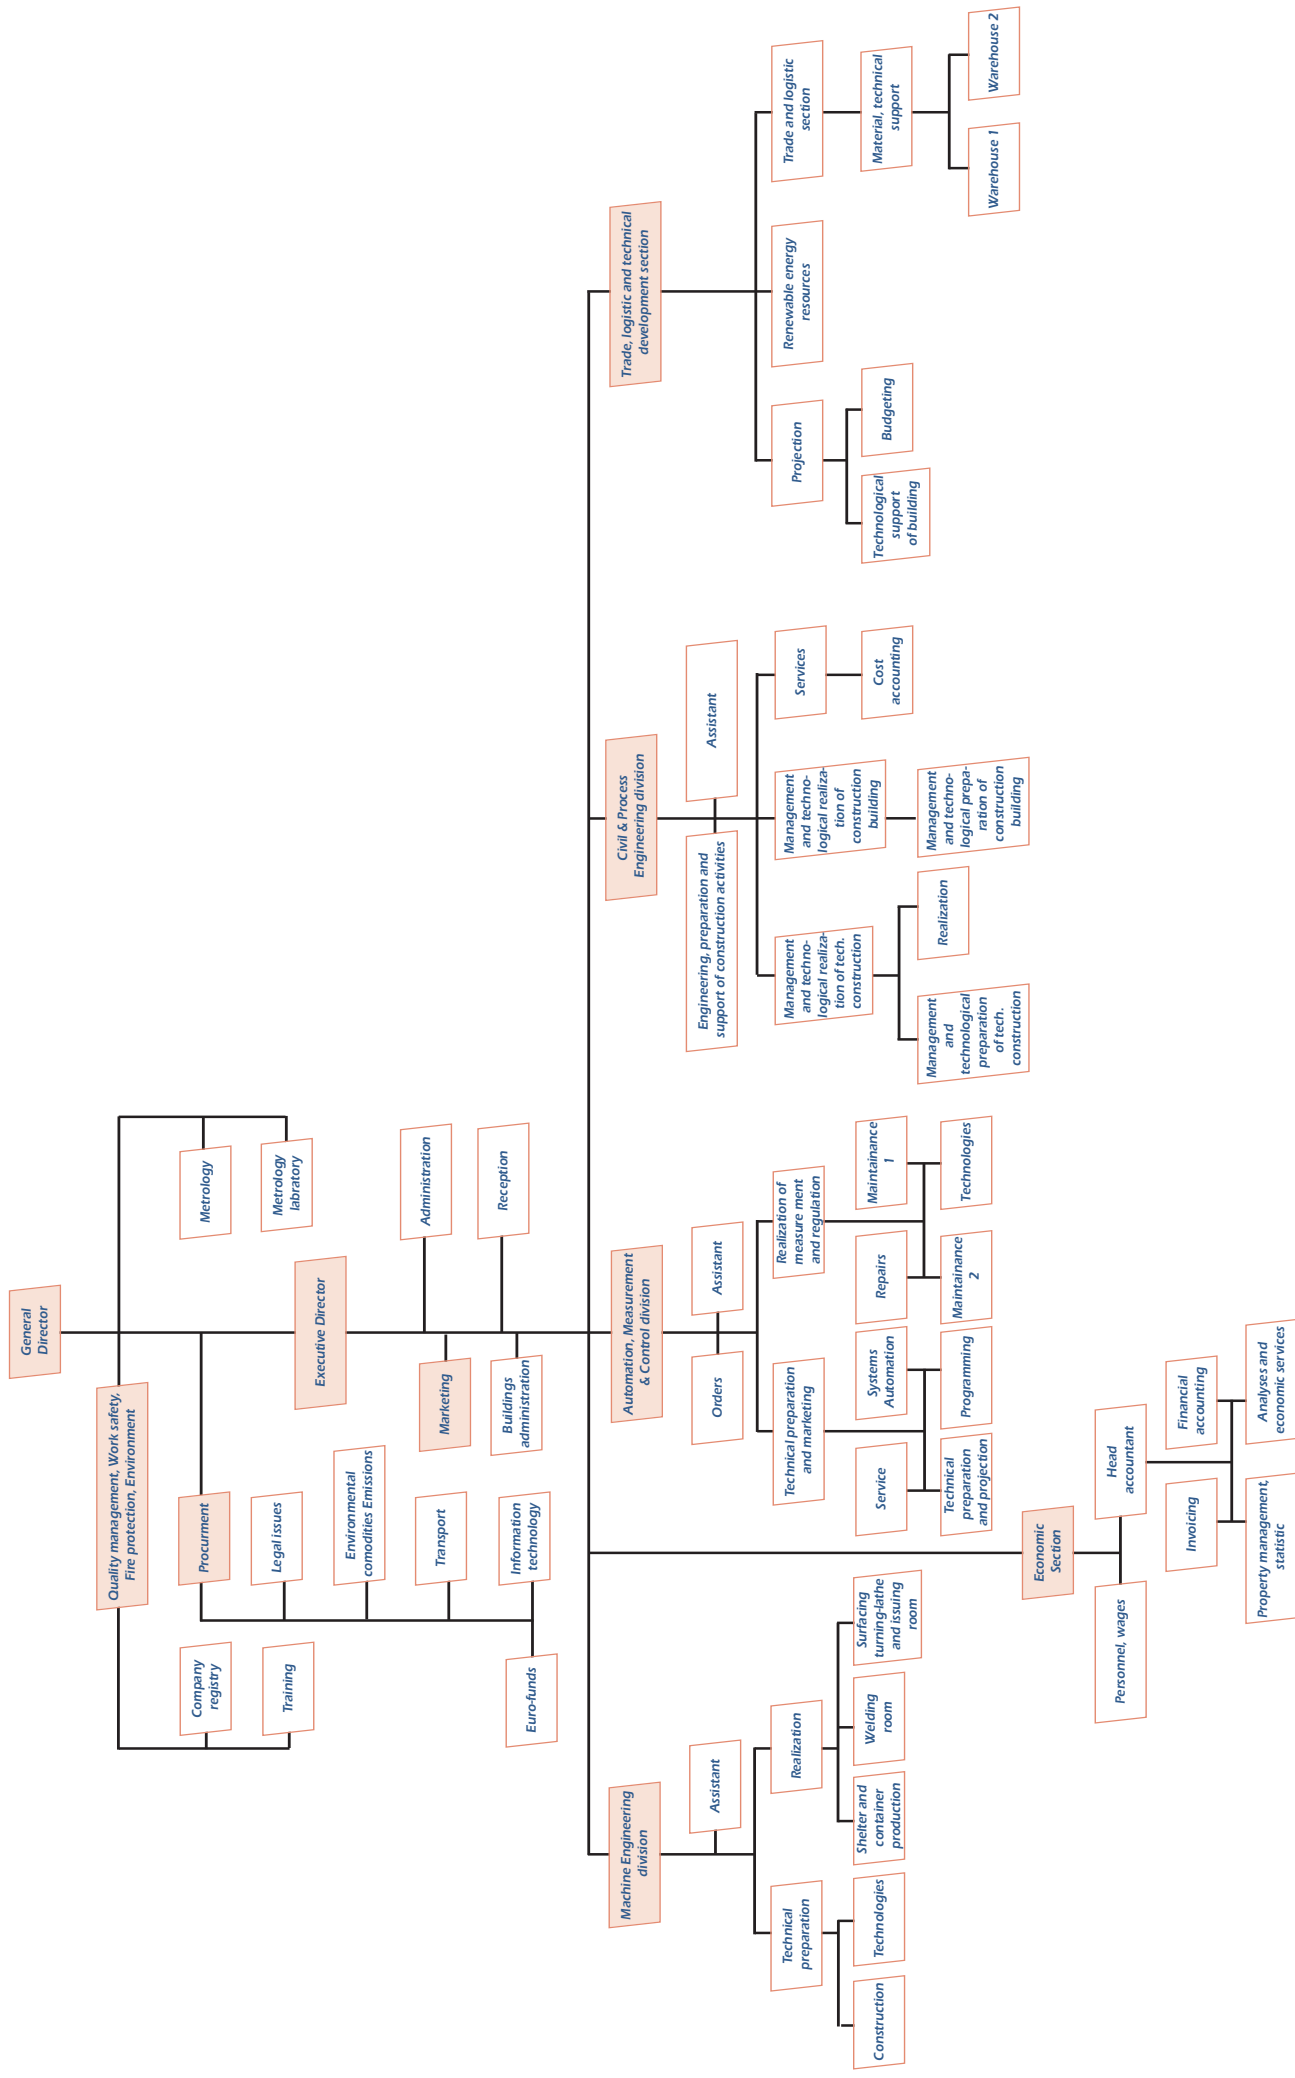 General
Director
Quality management, Work safety,
Fire protection, Environment
Company
registry
Training
Metrology
Metrology
labratory
Procurment
Legal issues
Environmental
comodities Emissions
Transport
Information
technology
Euro-funds
Executive Director
Administration
Marketing
Reception
Buildings
administration
Machine Engineering
division
Assistant
Technical
preparation
Construction
Technologies
Realization
Shelter and
container
production
Welding
room
Surfacing
turning-lathe
and issuing
room
Economic
Section
Personnel, wages
Head
accountant
Invoicing
Financial
accounting
Property management,
statistic
Analyses and
economic services
Automation, Measurement
& Control division
Orders
Assistant
Technical preparation
and marketing
Service
Systems
Automation
Technical
preparation
and projection
Programming
Realization of
measure ment
and regulation
Repairs
Maintainance
1
Maintainance
2
Technologies
Civil & Process
Engineering division
Engineering, preparation and
support of construction activities
Assistant
Management
and techno-
logical realiza-
tion of tech.
construction
Management
and
technological
preparation
of tech.
construction
Realization
Management
and techno-
logical realiza-
tion of
construction
building
Management
and techno-
logical prepa-
ration of
construction
building
Services
Cost
accounting
Trade, logistic and technical
development section
Projection
Technological
support
of building
Budgeting
Renewable energy
resources
Trade and logistic
section
Material, technical
support
Warehouse 1
Warehouse 2